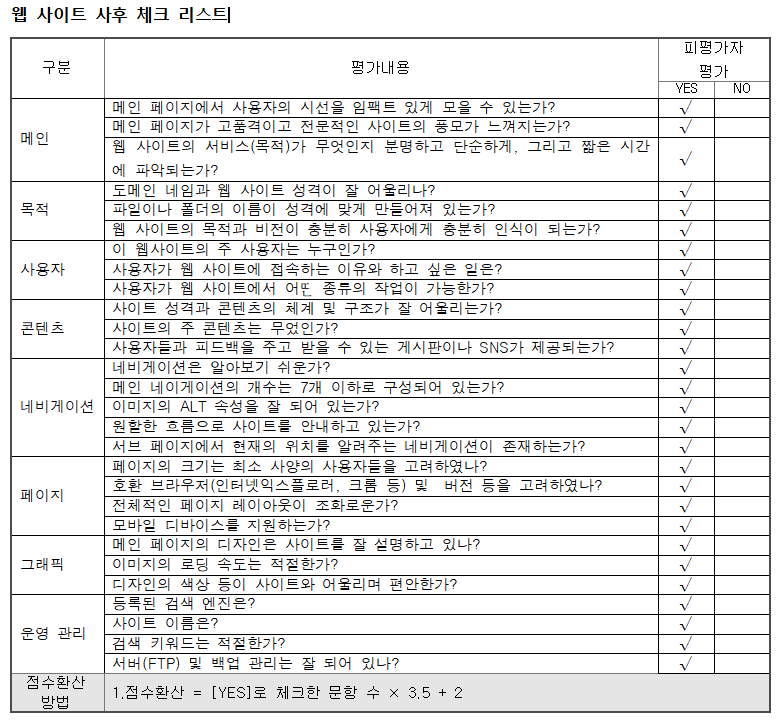 웹 사이트 사후 체크 리스트
구분
평가내용
피평가자
평가
YES
NO
메인
메인 페이지에서 사용자의 시선을 임팩트 있게 모을 수 있는가?
√
메인 페이지가 고품격이고 전문적인 사이트의 풍모가 느껴지는가?
√
웹 사이트의 서비스(목적)가 무엇인지 분명하고 단순하게, 그리고 짧은 시간
에 파악되는가?
√
목적
도메인 네임과 웹 사이트 성격이 잘 어울리나?
√
파일이나 폴더의 이름이 성격에 맞게 만들어져 있는가?
√
웹 사이트의 목적과 비전이 충분히 사용자에게 충분히 인식이 되는가?
√
사용자
이 웹사이트의 주 사용자는 누구인가?
√
사용자가 웹 사이트에 접속하는 이유와 하고 싶은 일은?
√
사용자가 웹 사이트에서 어떤 종류의 작업이 가능한가?
√
콘텐츠
사이트 성격과 콘텐츠의 체계 및 구조가 잘 어울리는가?
√
사이트의 주 콘텐츠는 무엇인가?
√
사용자들과 피드백을 주고 받을 수 있는 게시판이나 SNS가 제공되는가?
√
네비게이션
네비게이션은 알아보기 쉬운가?
√
메인 네이게이션의 개수는 7개 이하로 구성되어 있는가?
√
이미지의 ALT 속성을 잘 되어 있는가?
√
원할한 흐름으로 사이트를 안내하고 있는가?
√
서브 페이지에서 현재의 위치를 알려주는 네비게이션이 존재하는가?
√
페이지
페이지의 크기는 최소 사양의 사용자들을 고려하였나?
√
호환 브라우저(인터넷익스플로러, 크롬 등) 및 버전 등을 고려하였나?
√
전체적인 페이지 레이아웃이 조화로운가?
√
모바일 디바이스를 지원하는가?
√
그래픽
메인 페이지의 디자인은 사이트를 잘 설명하고 있나?
√
이미지의 로딩 속도는 적절한가?
√
디자인의 색상 등이 사이트와 어울리며 편안한가?
√
운영 관리
등록된 검색 엔진은?
√
사이트 이름은?
√
검색 키워드는 적절한가?
√
서버(FTP) 및 백업 관리는 잘 되어 있나?
√
점수환산
방법
1.점수환산 = [YES]로 체크한 문항 수 × 3.5 + 2